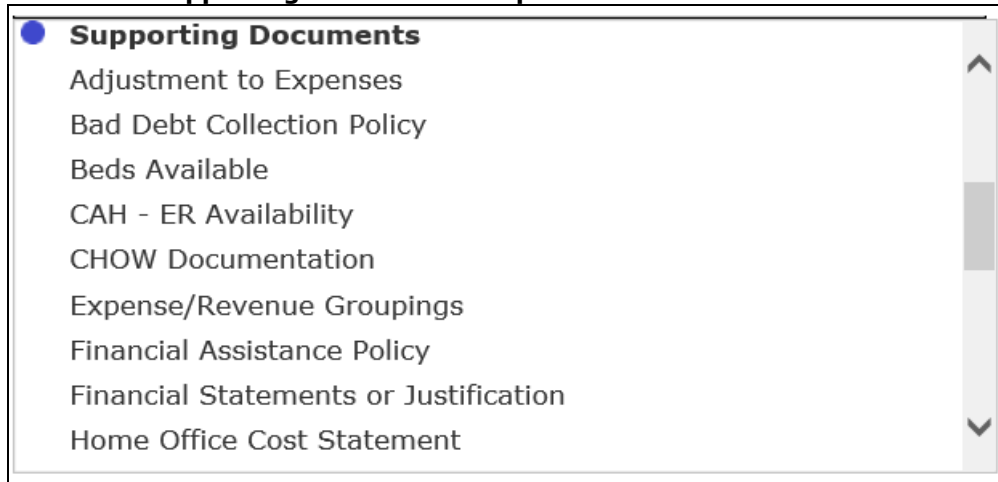 Supporting Documents
Adjustment to Expenses
Bad Debt Collection Policy
Beds Available
CAH - ER Availability
CHOW Documentation
Expense/Revenue Groupings
Financial Assistance Policy
Financial Statements or Justification
Home Office Cost Statement